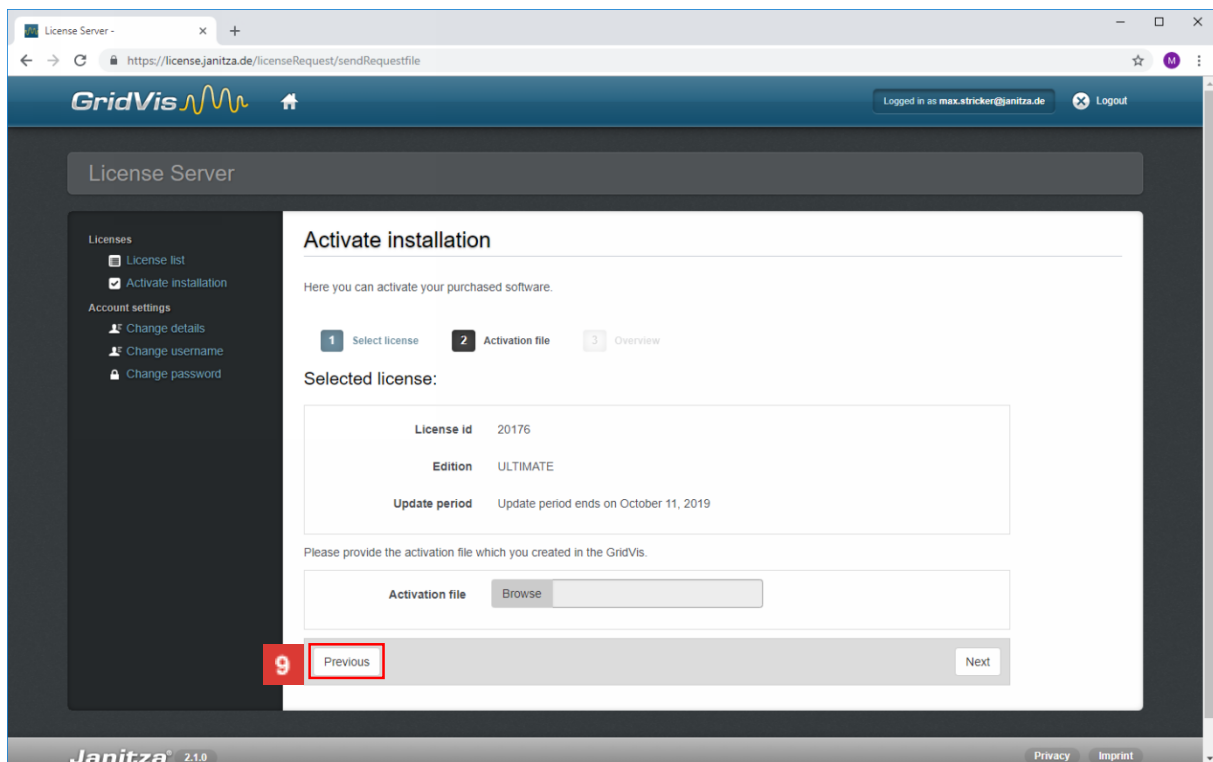 License Server -
https://license.janitza.de/licenseRequest/sendRequestfile
M
GridVis
Logged in as max.stricker@janitza.de
Logout
License Server
Licenses
License list
Activate installation
Account settings
Change details
Change username
Change password
Activate installation
Here you can activate your purchased software.
1 Select license 2 Activation file 3 Overview
Selected license:
License id 20176
Edition ULTIMATE
Update period Update period ends on October 11, 2019
Please provide the activation file which you created in the GridVis.
Activation file Browse
9 Previous Next
Janitza® 2.1.0 Privacy Imprint